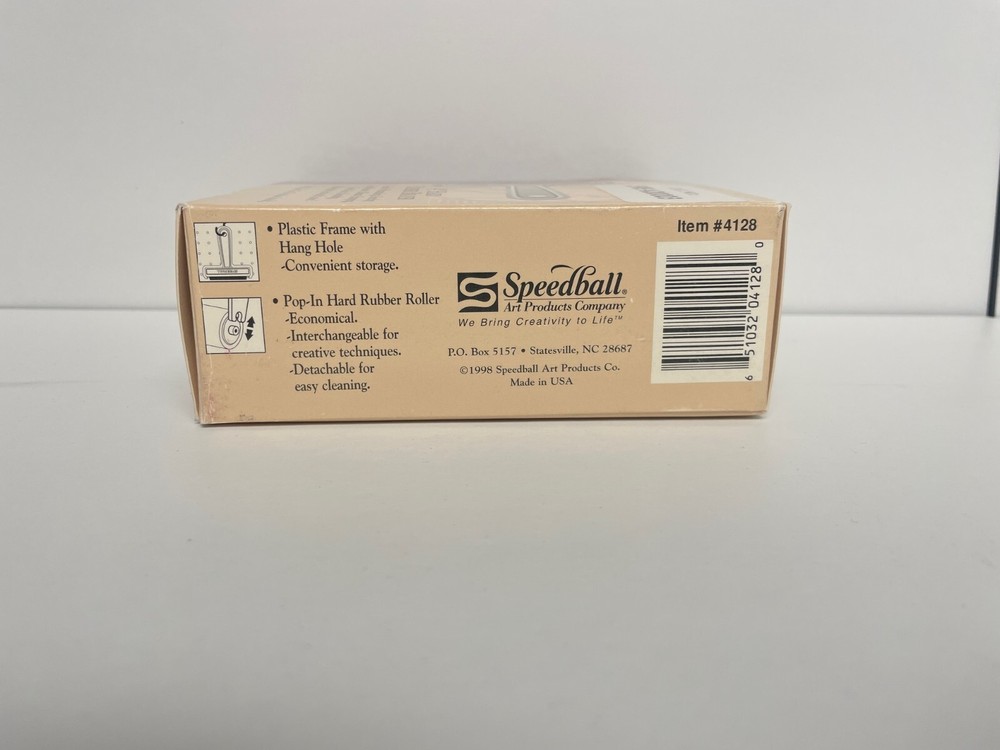 • Plastic Frame with
Hang Hole
-Convenient storage.
• Pop-In Hard Rubber Roller
-Economical.
-Interchangeable for
creative techniques.
-Detachable for
easy cleaning.
Speedball®
Art Products Company
We Bring Creativity to Life™
P.O. Box 5157 • Statesville, NC 28687
©1998 Speedball Art Products Co.
Made in USA
Item #4128
6 51032 04128 0